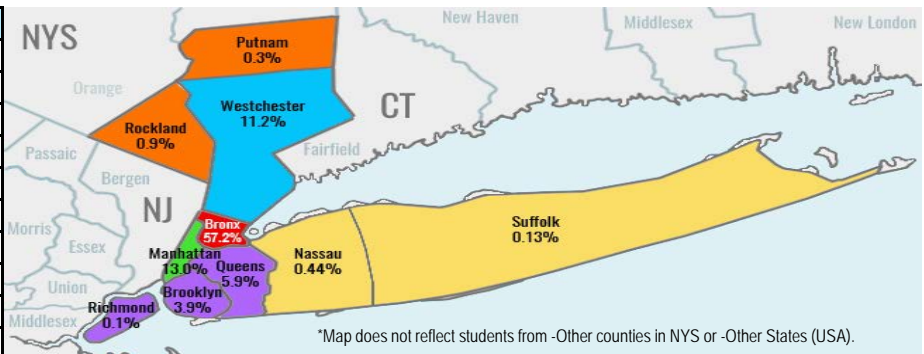 NYS
New Haven
Middlesex
New London
Putnam
0.3%
Orange
Westchester
11.2%
CT
Rockland
0.9%
Fairfield
Passaic
Bergen
NJ
Morris
Essex
Bronx
57.2%
Suffolk
0.13%
Manhattan
13.0%
Queens
5.9%
Nassau
0.44%
Union
Brooklyn
3.9%
Richmond
0.1%
Middlesex
*Map does not reflect students from -Other counties in NYS or -Other States (USA).